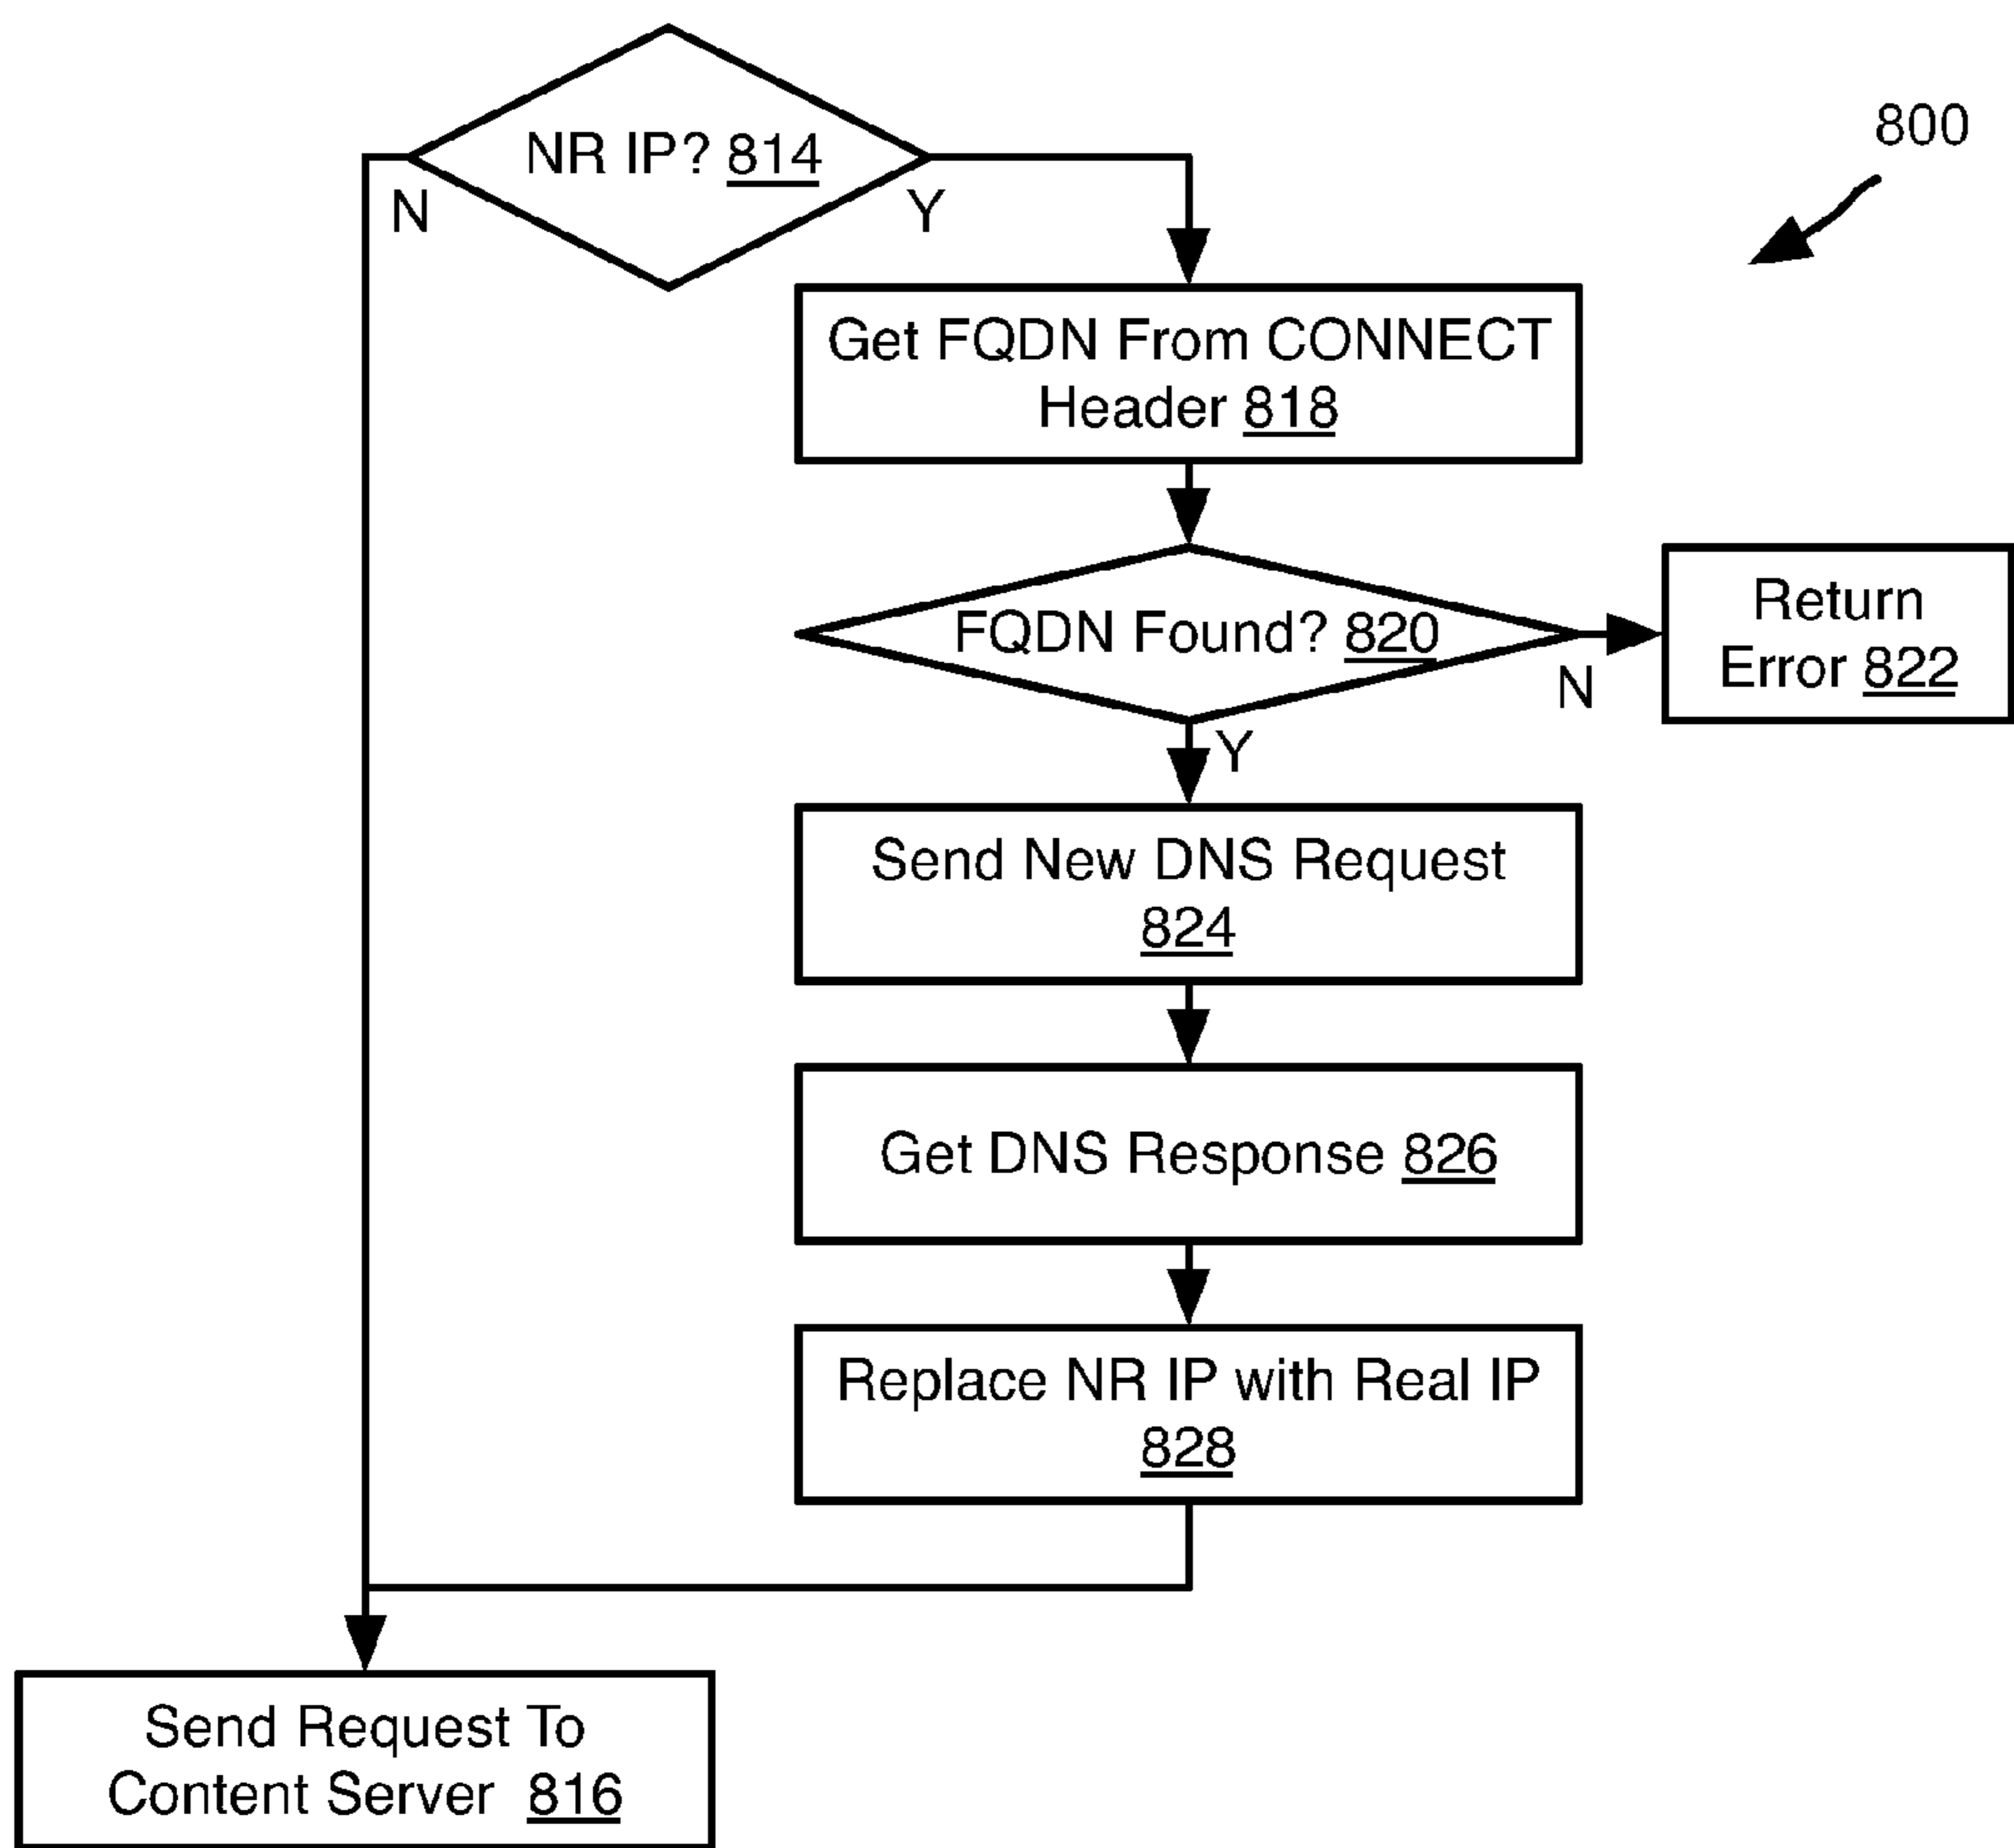 800
NR IP? 814
N
Y
Get FQDN From CONNECT
Header 818
FQDN Found? 820
N
Return
Error 822
Y
Send New DNS Request
824
Get DNS Response 826
Replace NR IP with Real IP
828
Send Request To
Content Server 816